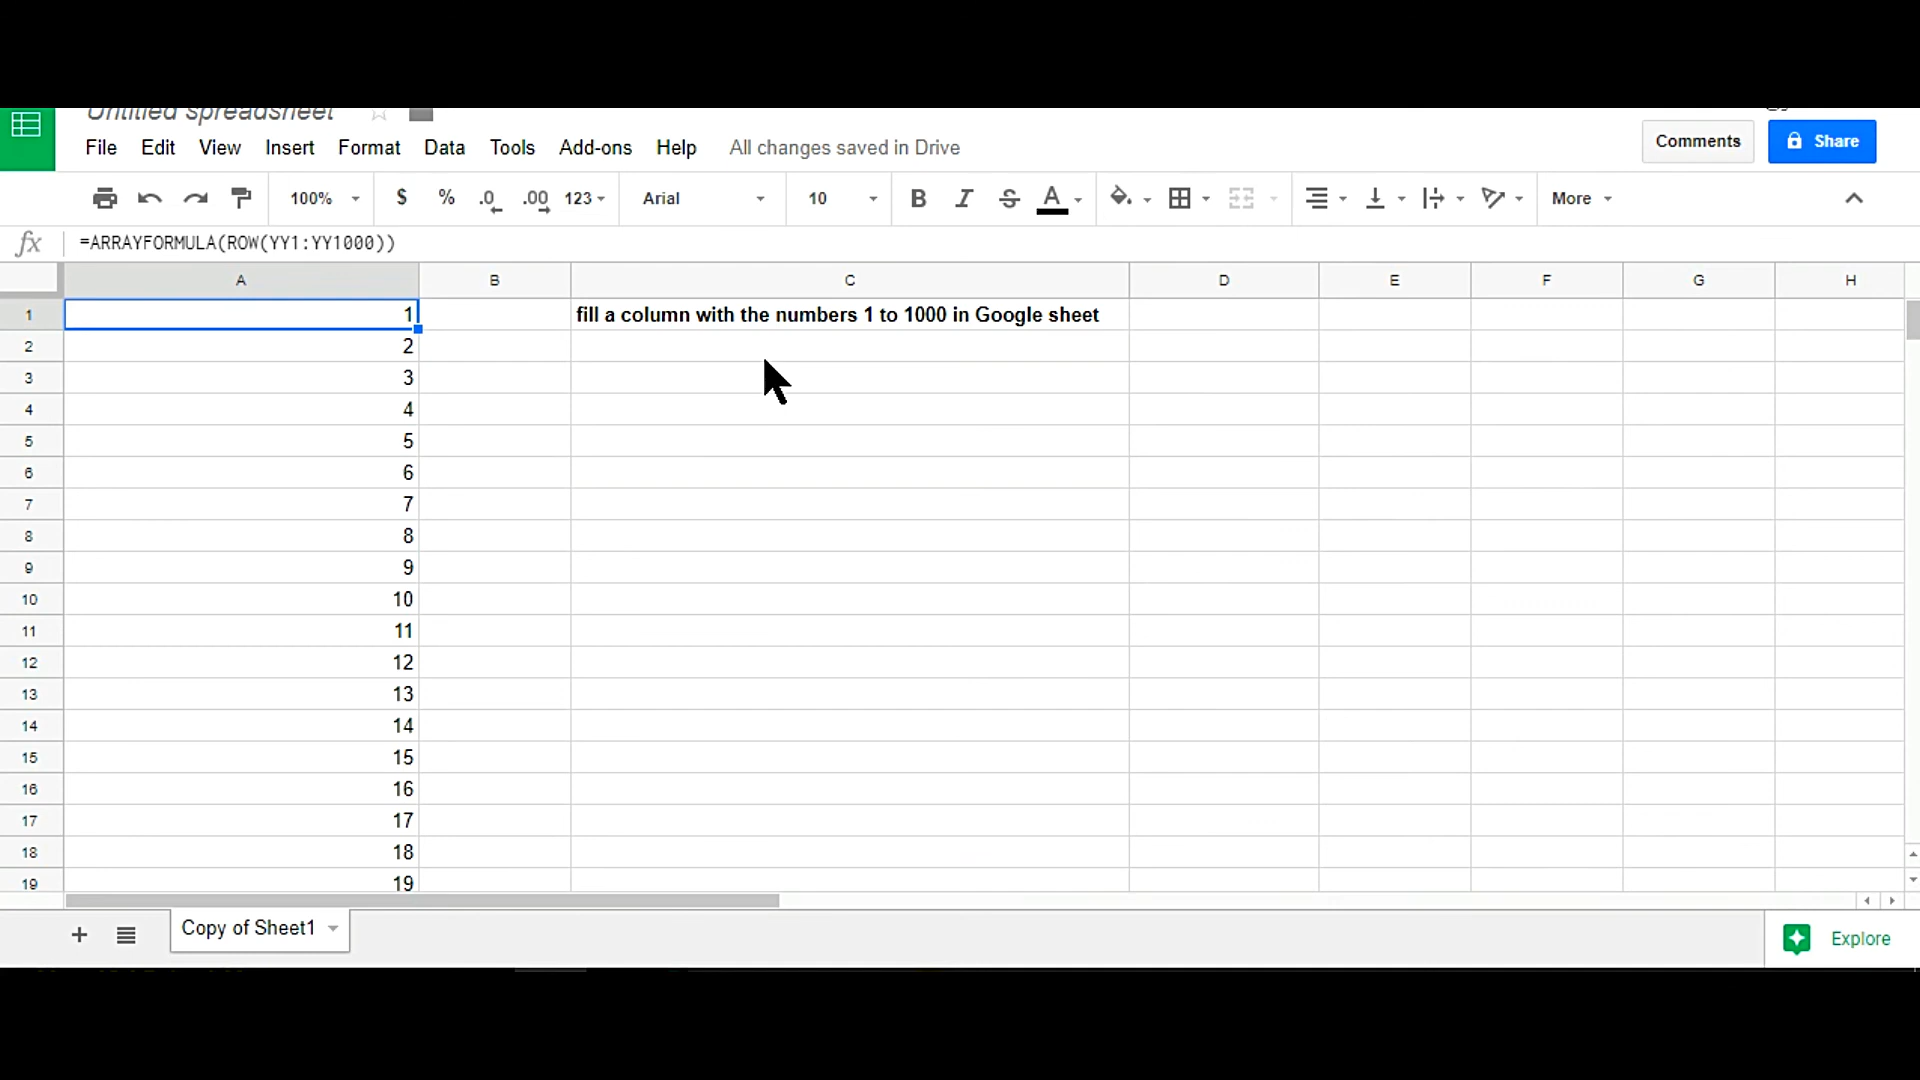 Untitled spreadsheet
File Edit View Insert Format Data Tools Add-ons Help All changes saved in Drive
Comments
Share
100% $ % .0 .00 123 Arial 10 B I S A More
fx =ARRAYFORMULA(ROW(YY1:YY1000))
A B C D E F G H
1 1 fill a column with the numbers 1 to 1000 in Google sheet
2 2
3 3
4 4
5 5
6 6
7 7
8 8
9 9
10 10
11 11
12 12
13 13
14 14
15 15
16 16
17 17
18 18
19 19
Copy of Sheet1
Explore